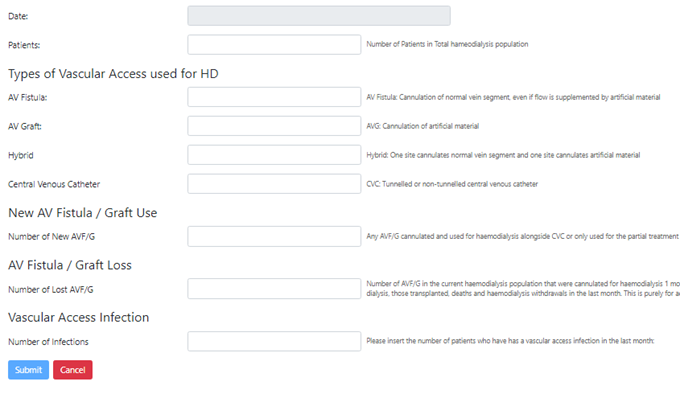 Date:
Patients: Number of Patients in Total hameodialysis population
Types of Vascular Access used for HD
AV Fistula: AV Fistula: Cannulation of normal vein segment, even if flow is supplemented by artificial material
AV Graft: AVG: Cannulation of artificial material
Hybrid Hybrid: One site cannulates normal vein segment and one site cannulates artificial material
Central Venous Catheter CVC: Tunnelled or non-tunnelled central venous catheter
New AV Fistula / Graft Use
Number of New AVF/G Any AVF/G cannulated and used for haemodialysis alongside CVC or only used for the partial treatment
AV Fistula / Graft Loss
Number of Lost AVF/G Number of AVF/G in the current haemodialysis population that were cannulated for haemodialysis 1 mo
dialysis, those transplanted, deaths and haemodialysis withdrawals in the last month. This is purely for a
Vascular Access Infection
Number of Infections Please insert the number of patients who have has a vascular access infection in the last month:
Submit Cancel